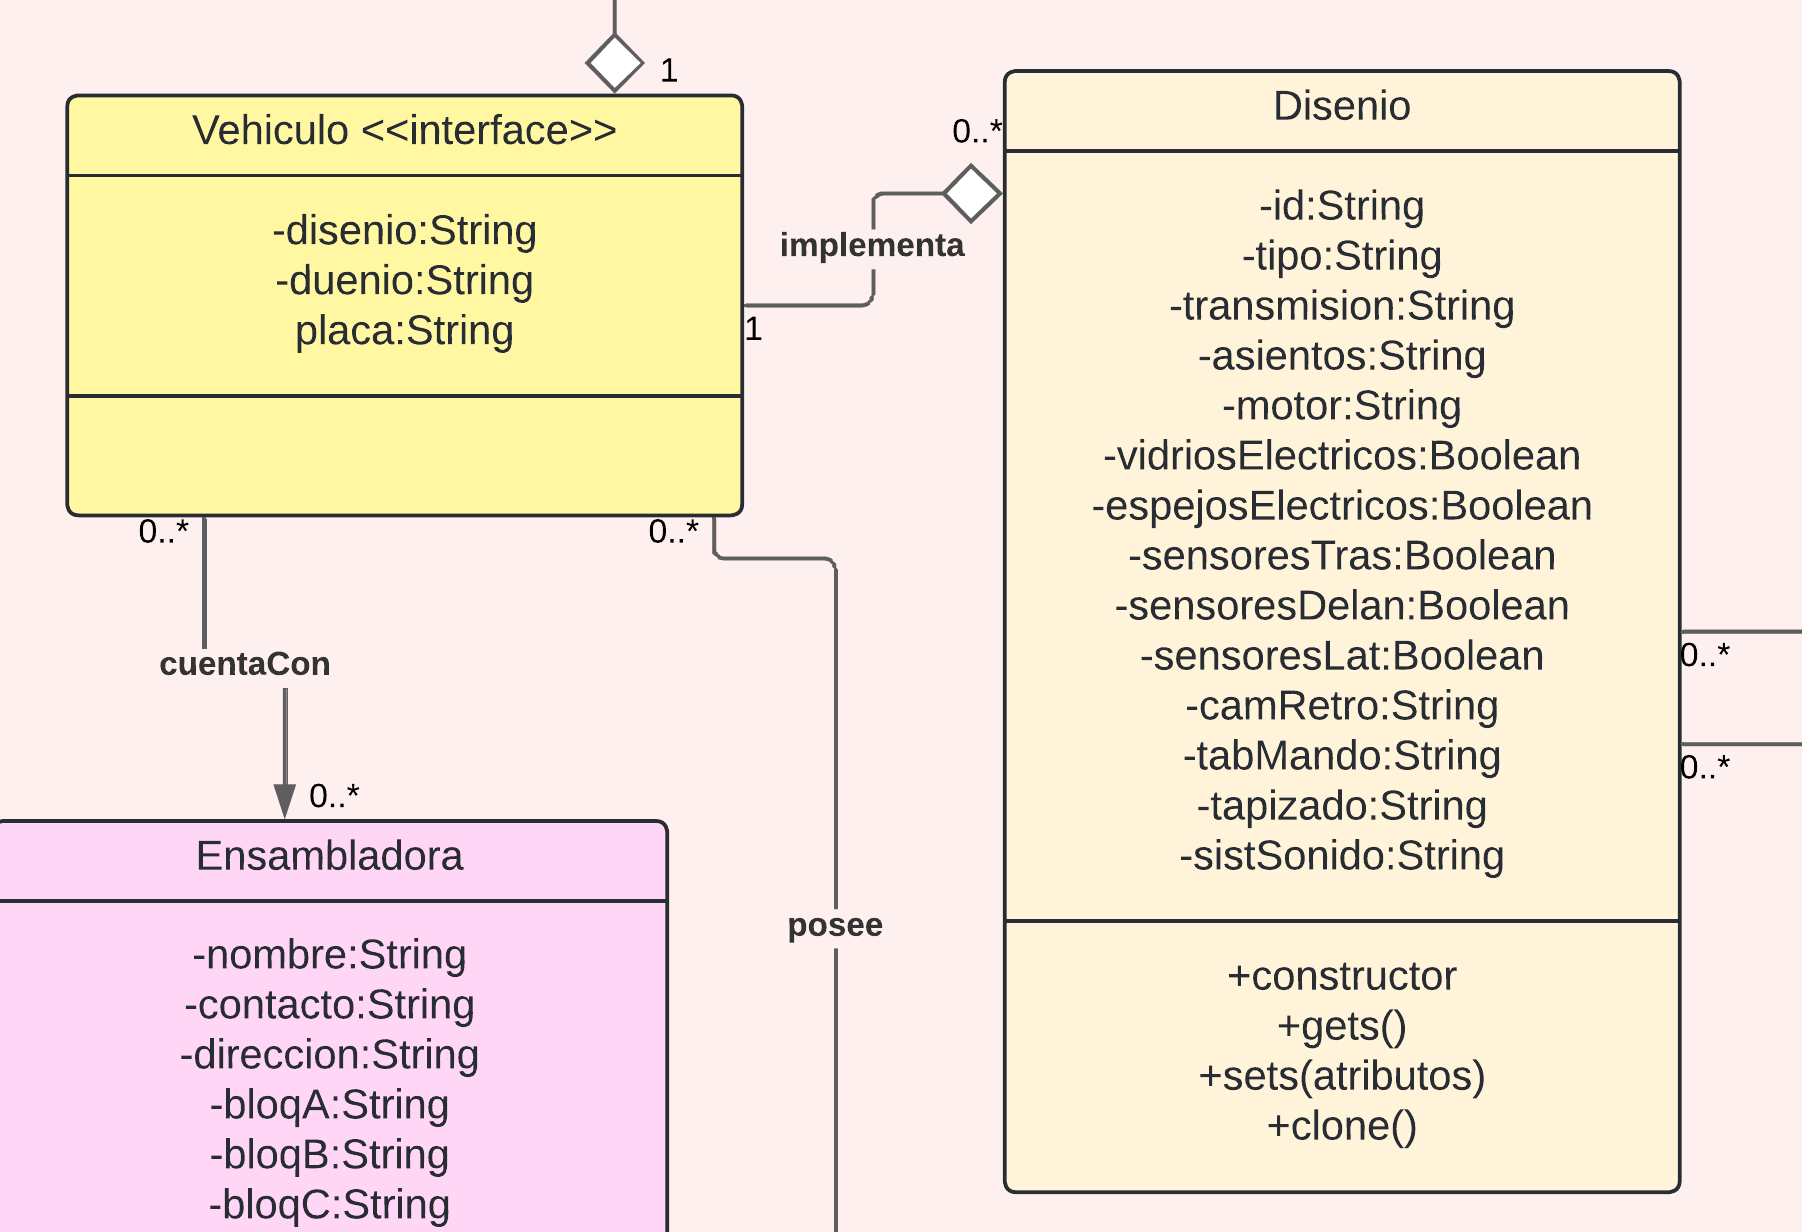 1
Vehiculo <<interface>>
-disenio:String
-duenio:String
placa:String
0..*
implementa
1
0..*
0..*
cuentaCon
0..*
posee
Ensambladora
-nombre:String
-contacto:String
-direccion:String
-bloqA:String
-bloqB:String
-bloqC:String
Disenio
-id:String
-tipo:String
-transmision:String
-asientos:String
-motor:String
-vidriosElectricos:Boolean
-espejosElectricos:Boolean
-sensoresTras:Boolean
-sensoresDelan:Boolean
-sensoresLat:Boolean
-camRetro:String
-tabMando:String
-tapizado:String
-sistSonido:String
+constructor
+gets()
+sets(atributos)
+clone()
0..*
0..*